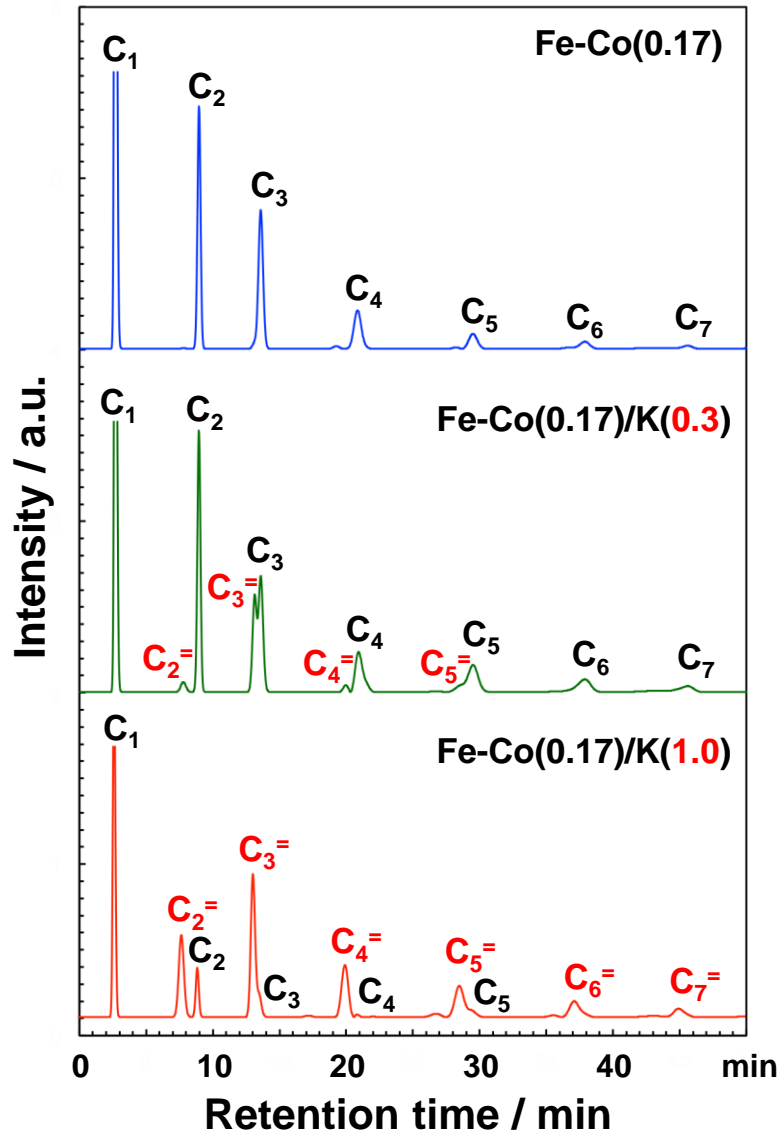 Fe-Co(0.17)
C₁
C₂
C₃
C₄
C₅
C₆
C₇
Fe-Co(0.17)/K(0.3)
C₁
C₂
C₂⁼
C₃⁼
C₃
C₄⁼
C₄
C₅⁼
C₅
C₆
C₇
Fe-Co(0.17)/K(1.0)
C₁
C₂⁼
C₂
C₃⁼
C₃
C₄⁼
C₄
C₅⁼
C₅
C₆⁼
C₇⁼
Intensity / a.u.
0 10 20 30 40 min
Retention time / min